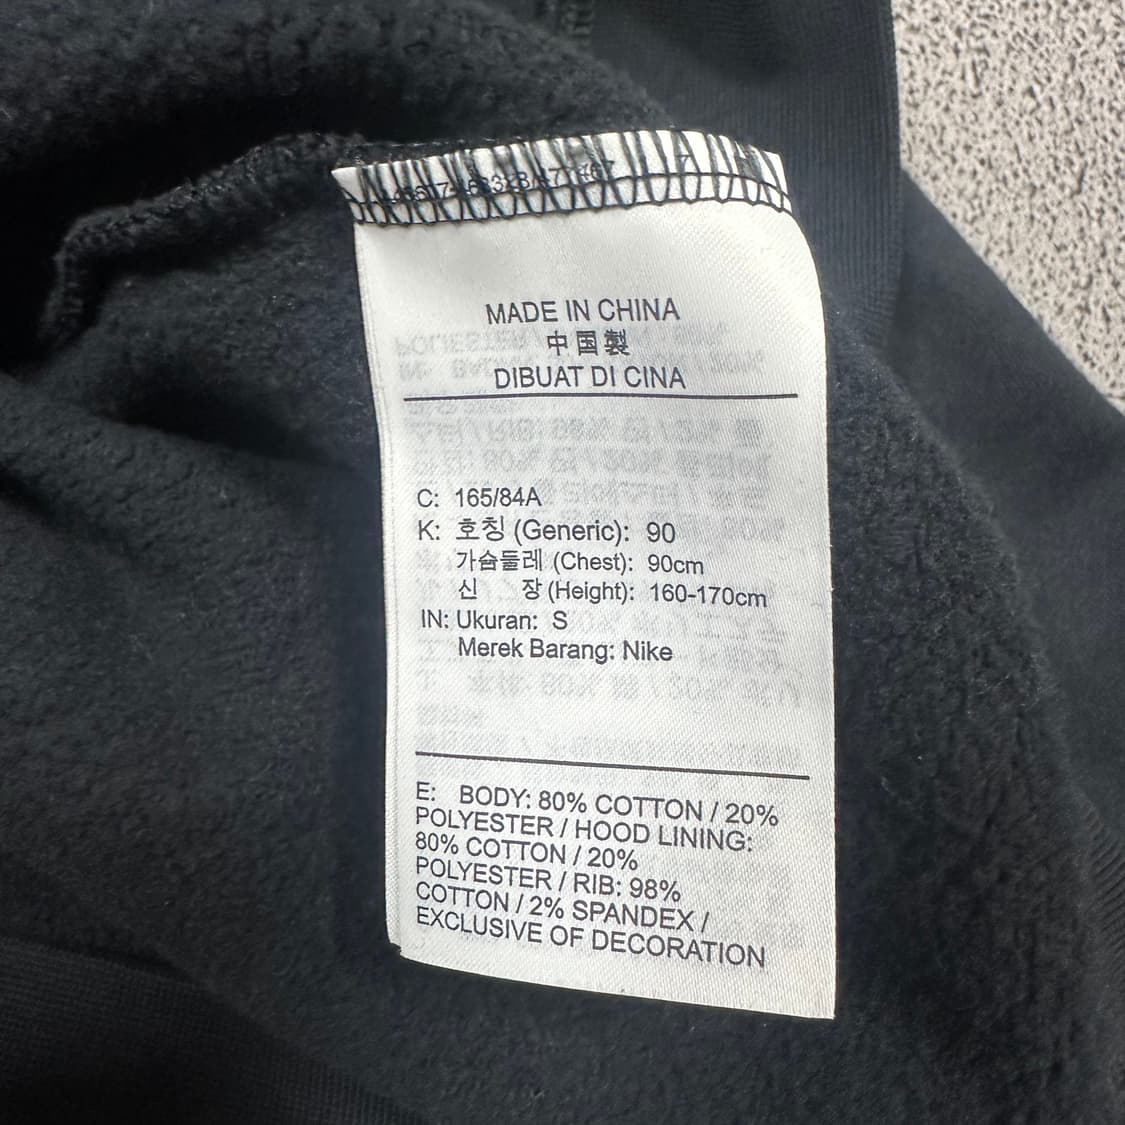 MADE IN CHINA
中国製
DIBUAT DI CINA
C: 165/84A
K: 호칭 (Generic): 90
가슴둘레 (Chest): 90cm
신 장 (Height): 160-170cm
IN: Ukuran: S
Merek Barang: Nike
E: BODY: 80% COTTON / 20%
POLYESTER / HOOD LINING:
80% COTTON / 20%
POLYESTER / RIB: 98%
COTTON / 2% SPANDEX /
EXCLUSIVE OF DECORATION